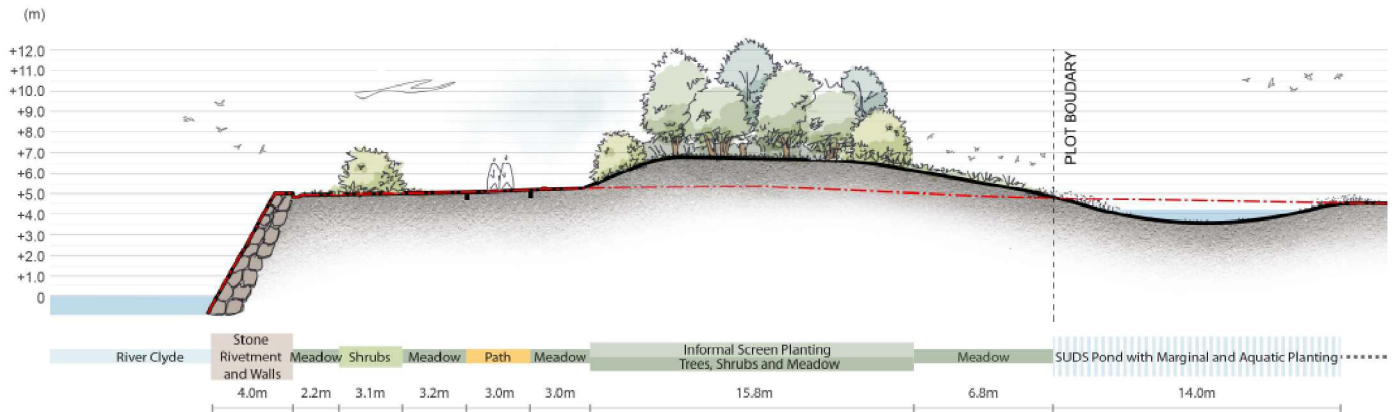 (m)
+12.0
+11.0
+10.0
+9.0
+8.0
+7.0
+6.0
+5.0
+4.0
+3.0
+2.0
+1.0
0
PLOT BOUDARY
River Clyde
Stone
Rivetment
and Walls
Meadow
Shrubs
Meadow
Path
Meadow
Informal Screen Planting
Trees, Shrubs and Meadow
Meadow
SUDS Pond with Marginal and Aquatic Planting
4.0m
2.2m
3.1m
3.2m
3.0m
3.0m
15.8m
6.8m
14.0m